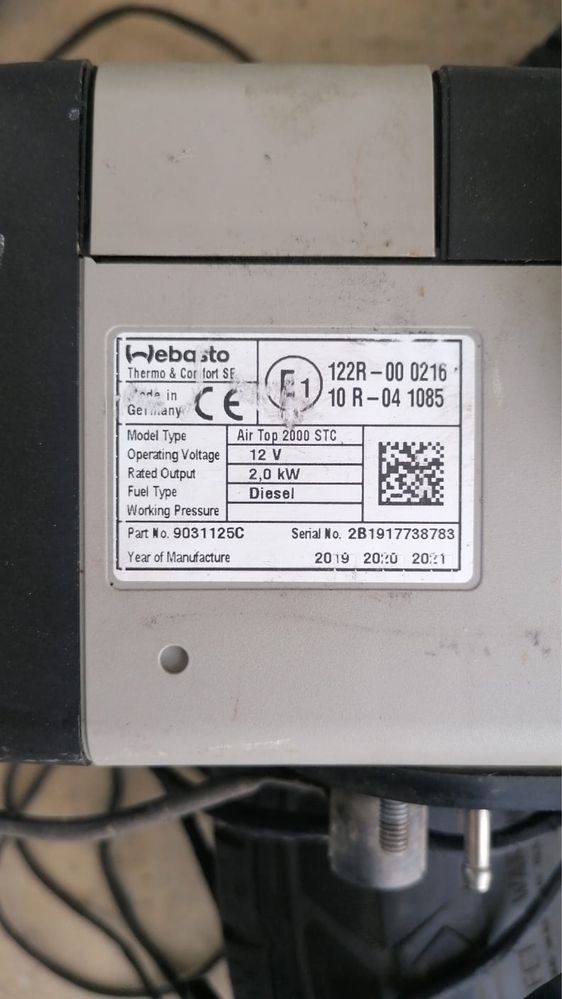 Webasto
Thermo & Comfort SE
Made in
Germany
CE
E1
122R-00 0216
10 R-04 1085
Model Type Air Top 2000 STC
Operating Voltage 12 V
Rated Output 2,0 kW
Fuel Type Diesel
Working Pressure
Part No. 9031125C Serial No. 2B1917738783
Year of Manufacture 2019 2020 2021